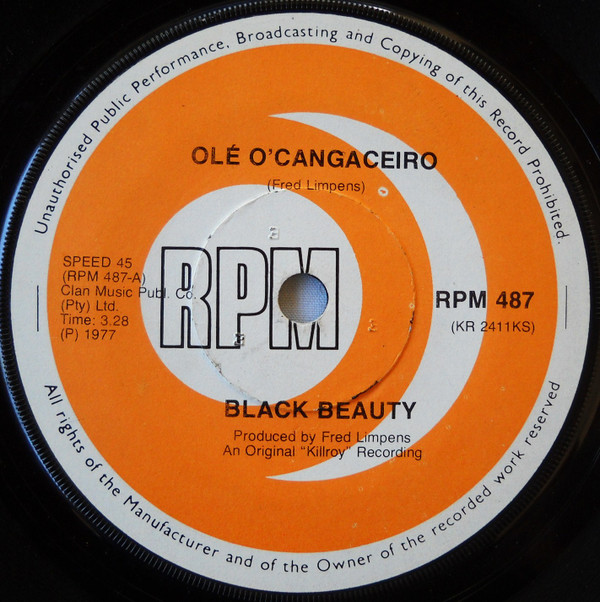 Unauthorised Public Performance, Broadcasting and Copying of this Record Prohibited.
OLÉ O'CANGACEIRO
(Fred Limpens)
SPEED 45
(RPM 487-A)
Clan Music Publ. Co.
(Pty) Ltd.
Time: 3.28
(P) 1977
RPM
RPM 487
(KR 2411KS)
BLACK BEAUTY
Produced by Fred Limpens
An Original "Killroy" Recording
All rights of the Manufacturer and of the Owner of the recorded work reserved